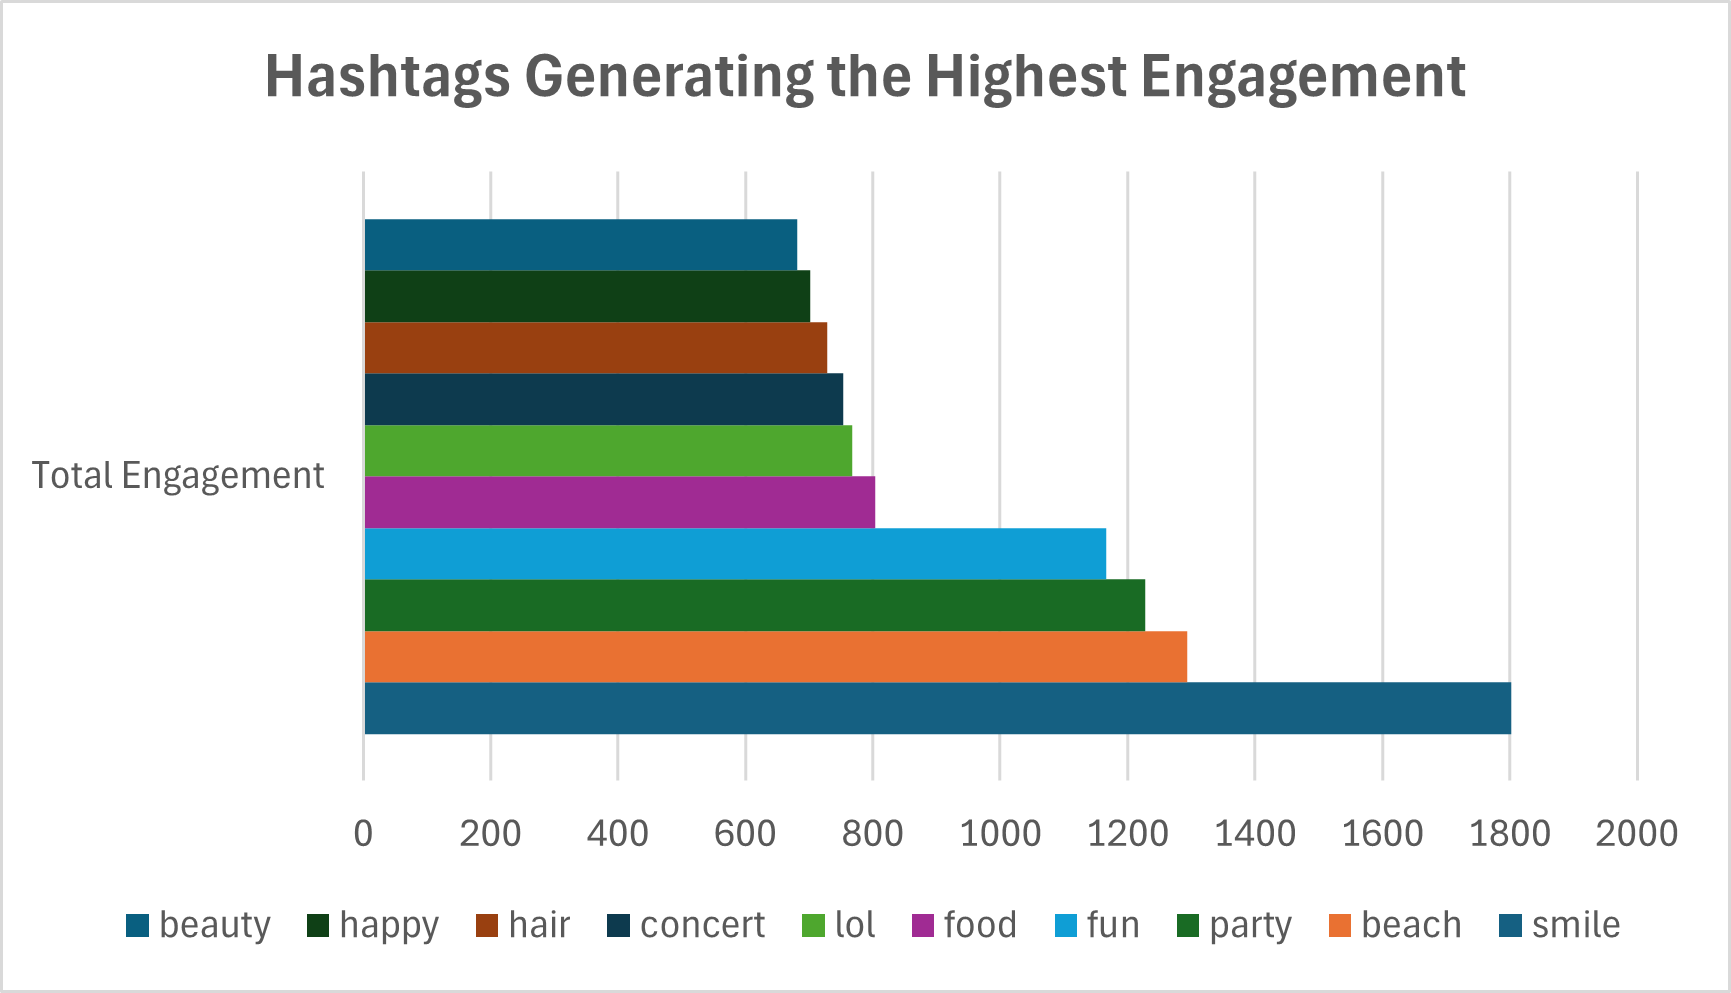 Hashtags Generating the Highest Engagement
Total Engagement
0 200 400 600 800 1000 1200 1400 1600 1800 2000
beauty happy hair concert lol food fun party beach smile